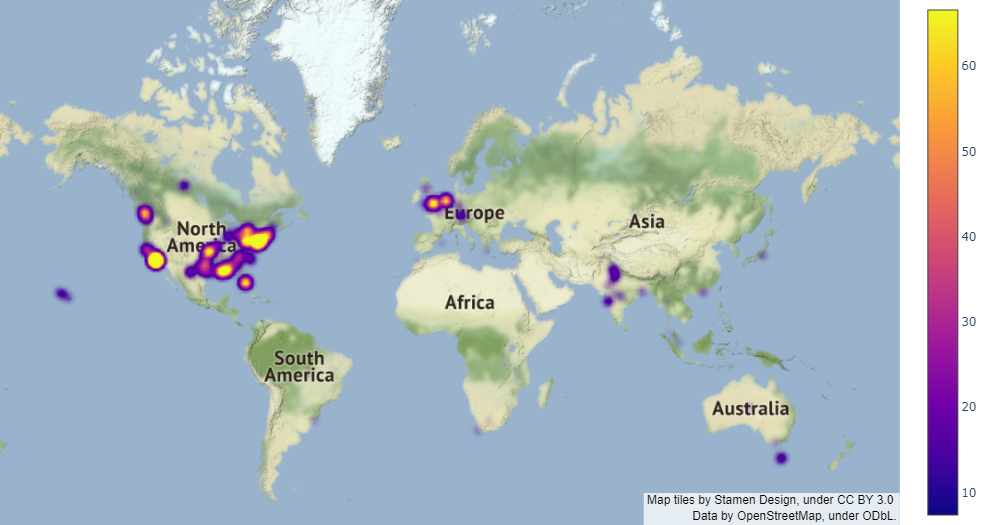 North
America
Europe
Asia
Africa
South
America
Australia
60
50
40
30
20
10
Map tiles by Stamen Design, under CC BY 3.0
Data by OpenStreetMap, under ODbL.